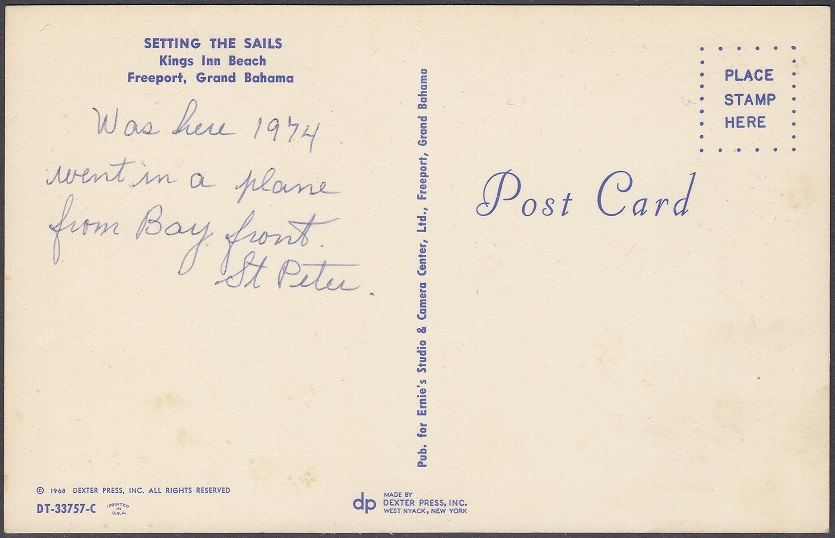 SETTING THE SAILS
Kings Inn Beach
Freeport, Grand Bahama
Was here 1974
went in a plane
from Bay front.
St Peter.
© 1968 DEXTER PRESS, INC. ALL RIGHTS RESERVED
DT-33757-C
PRINTED
IN
U.S.A.
Pub. for Ernie's Studio & Camera Center, Ltd., Freeport, Grand Bahama
dp
MADE BY
DEXTER PRESS, INC.
WEST NYACK, NEW YORK
PLACE
STAMP
HERE
Post Card